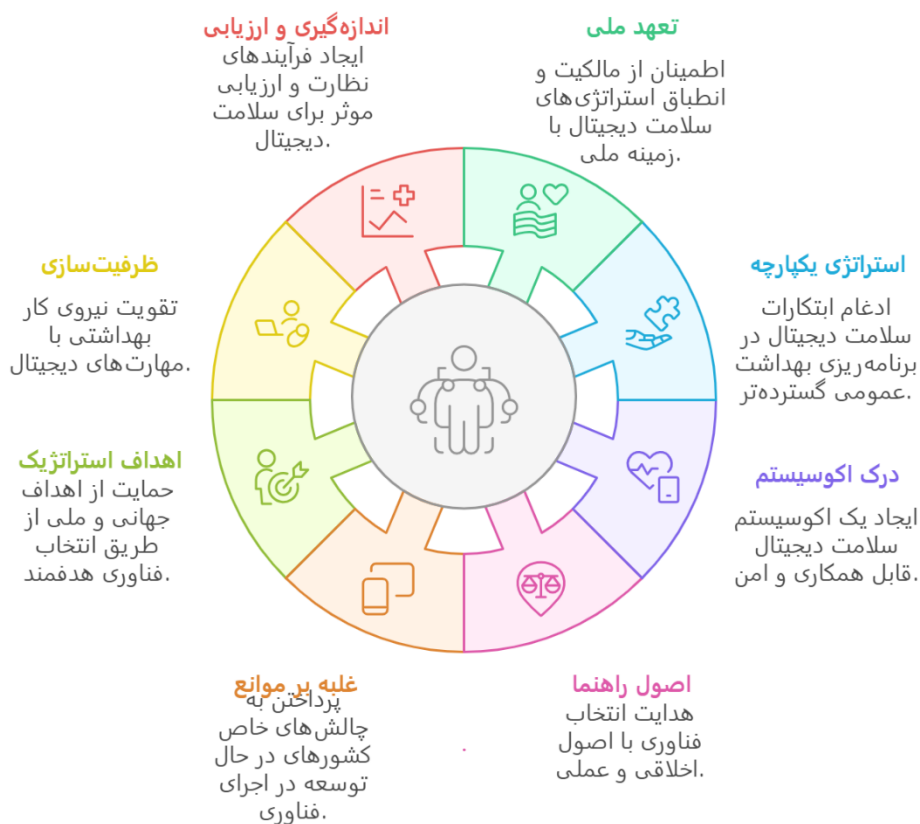 تعهد ملی
اطمینان از مالکیت و
انطباق استراتژی‌های
سلامت دیجیتال با
زمینه ملی.
استراتژی یکپارچه
ادغام ابتکارات
سلامت دیجیتال در
برنامه‌ریزی بهداشت
عمومی گسترده‌تر.
درک اکوسیستم
ایجاد یک اکوسیستم
سلامت دیجیتال
قابل همکاری و امن.
اصول راهنما
هدایت انتخاب
فناوری با اصول
اخلاقی و عملی.
غلبه بر موانع
پرداختن به
چالش‌های خاص
کشورهای در حال
توسعه در اجرای
فناوری.
اهداف استراتژیک
حمایت از اهداف
جهانی و ملی از
طریق انتخاب
فناوری هدفمند.
ظرفیت‌سازی
تقویت نیروی کار
بهداشتی با
مهارت‌های دیجیتال.
اندازه‌گیری و ارزیابی
ایجاد فرآیندهای
نظارت و ارزیابی
موثر برای سلامت
دیجیتال.